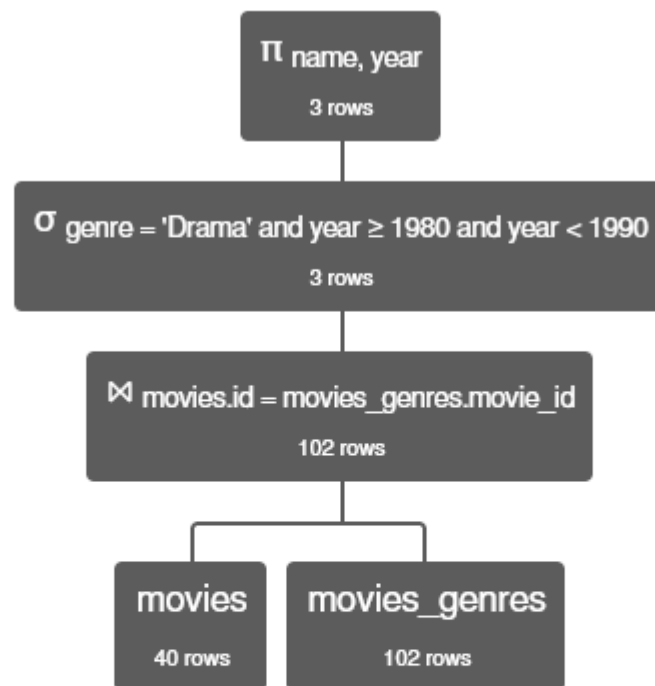 π name, year
3 rows
σ genre = 'Drama' and year ≥ 1980 and year < 1990
3 rows
⋈ movies.id = movies_genres.movie_id
102 rows
movies
40 rows
movies_genres
102 rows